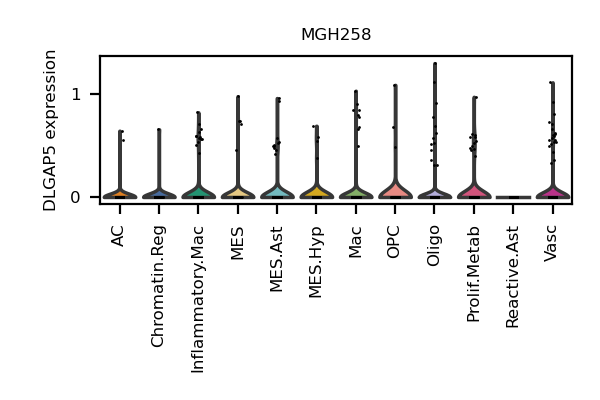 MGH258
DLGAP5 expression
1
0
AC
Chromatin.Reg
Inflammatory.Mac
MES
MES.Ast
MES.Hyp
Mac
OPC
Oligo
Prolif.Metab
Reactive.Ast
Vasc